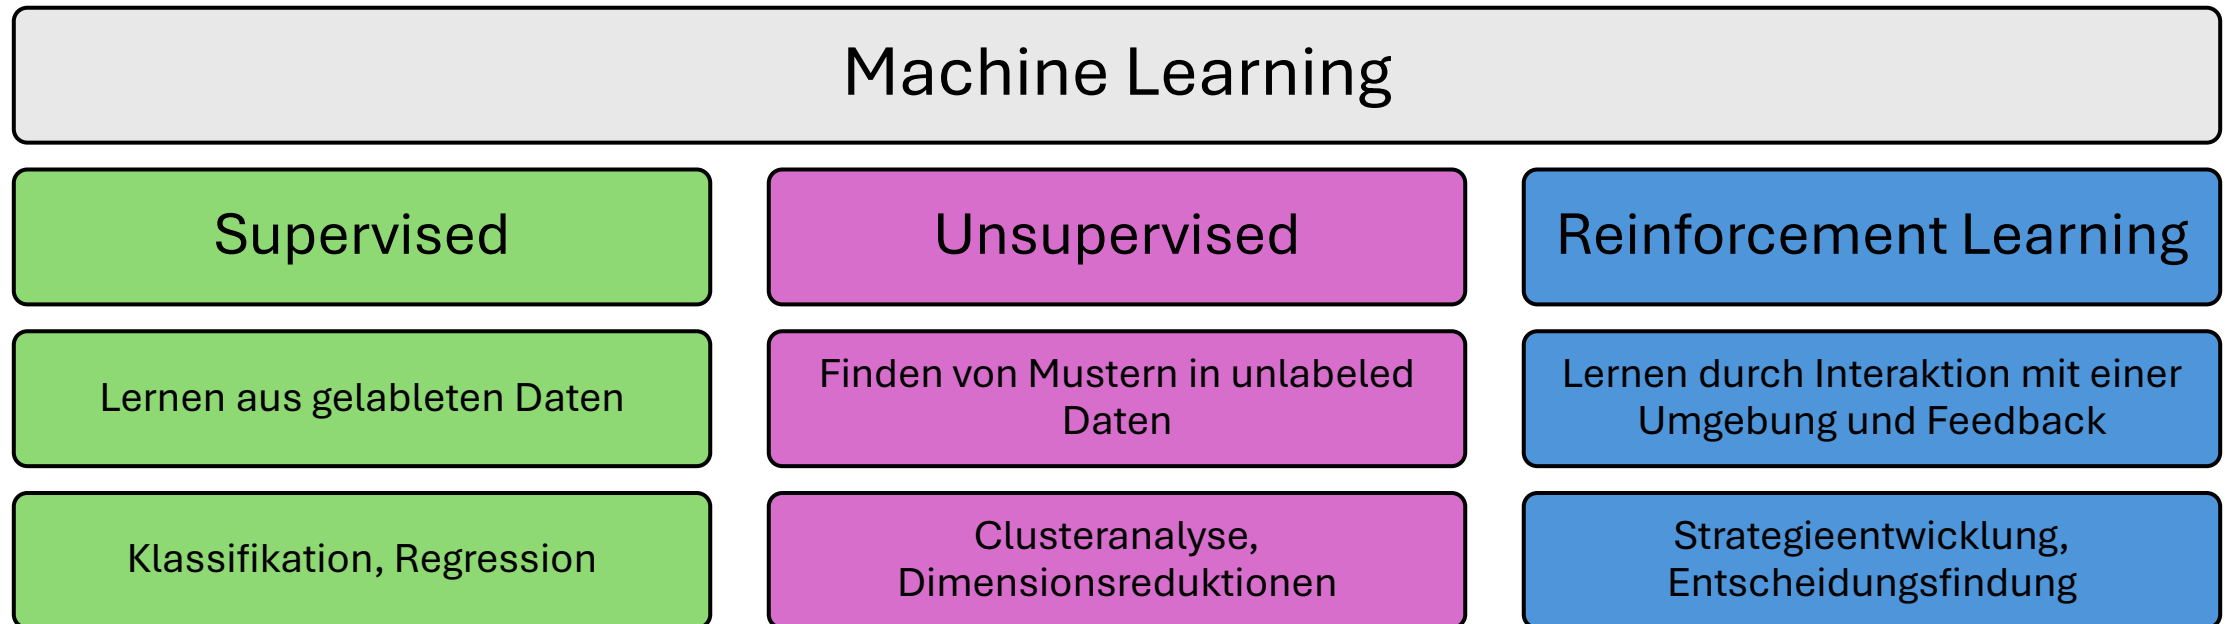 Machine Learning
Supervised
Unsupervised
Reinforcement Learning
Lernen aus gelableten Daten
Finden von Mustern in unlabeled
Daten
Lernen durch Interaktion mit einer
Umgebung und Feedback
Klassifikation, Regression
Clusteranalyse,
Dimensionsreduktionen
Strategieentwicklung,
Entscheidungsfindung